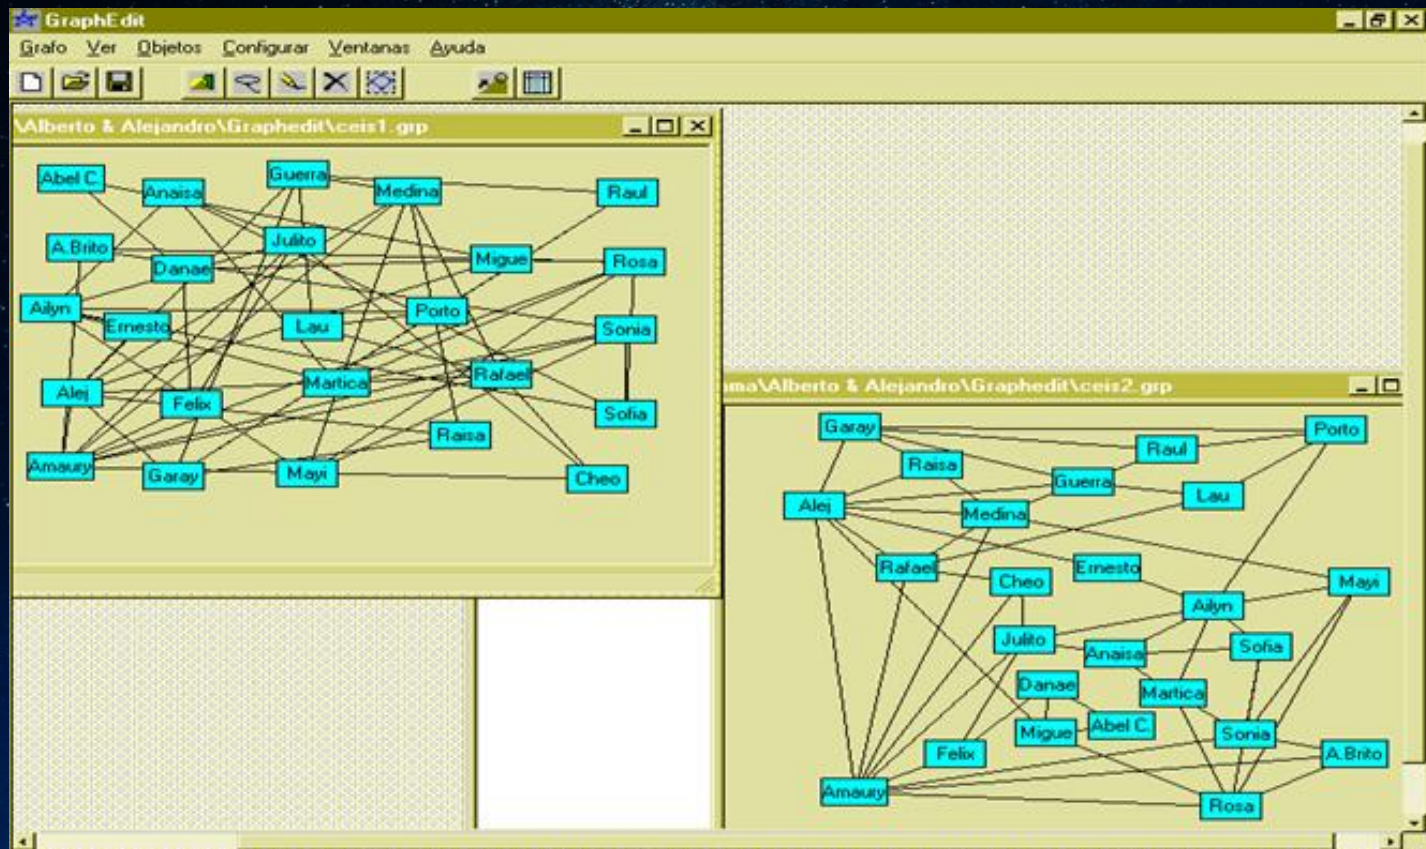 GraphEdit
Grafo Ver Objetos Configurar Ventanas Ayuda
\Alberto & Alejandro\Graphedit\ceis1.grp
Abel C.
Anaisa
Guerra
Medina
Raul
A.Brito
Danae
Julito
Migue
Rosa
Ailyn
Ernesto
Lau
Porto
Sonia
Alej
Felix
Martica
Rafael
Sofia
Raisa
Amaury
Garay
Mayi
Cheo
ama\Alberto & Alejandro\Graphedit\ceis2.grp
Garay
Porto
Raul
Raisa
Guerra
Lau
Alej
Medina
Rafael
Cheo
Ernesto
Mayi
Ailyn
Julito
Anaisa
Sofia
Danae
Martica
Migue
Abel C.
Sonia
Felix
A.Brito
Amaury
Rosa